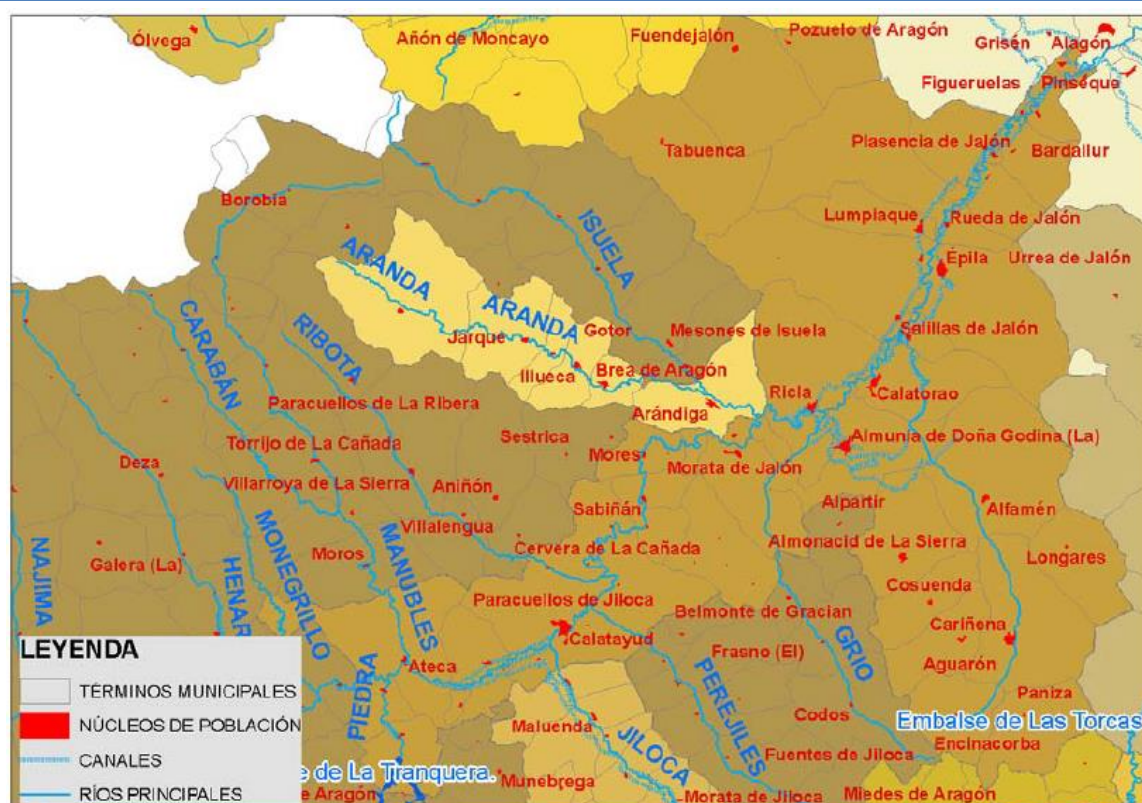 Ólvega
Añón de Moncayo
Fuendejalón
Pozuelo de Aragón
Grisén
Alagón
Figueruelas
Pinseque
Tabuenca
Plasencia de Jalón
Bardallur
Borobia
Lumpiaque
Rueda de Jalón
ISUELA
ARANDA
Épila
Urrea de Jalón
CARABÁN
RIBOTA
ARANDA
Gotor
Mesones de Isuela
Salillas de Jalón
Jarque
Illueca
Brea de Aragón
Paracuellos de La Ribera
Arándiga
Ricla
Calatorao
Torrijo de La Cañada
Sestrica
Mores
Morata de Jalón
Almunia de Doña Godina (La)
Deza
Villarroya de La Sierra
Aniñón
Sabiñán
Alpartir
Alfamén
Villalengua
MONEGRILLO
MANUBLES
Moros
Cervera de La Cañada
Almonacid de La Sierra
Longares
NAJIMA
Galera (La)
HENAR
Cosuenda
Paracuellos de Jiloca
Belmonte de Gracian
GRIO
Cariñena
Calatayud
Frasno (El)
Aguarón
LEYENDA
Ateca
PIEDRA
PEREJILES
Paniza
TÉRMINOS MUNICIPALES
NÚCLEOS DE POBLACIÓN
Maluenda
JILOCA
Codos
Embalse de Las Torcas
CANALES
Fuentes de Jiloca
Encinacorba
e de La Tranquera.
Munébrega
RÍOS PRINCIPALES
de Aragón
Morata de Jiloca
Miedes de Aragón